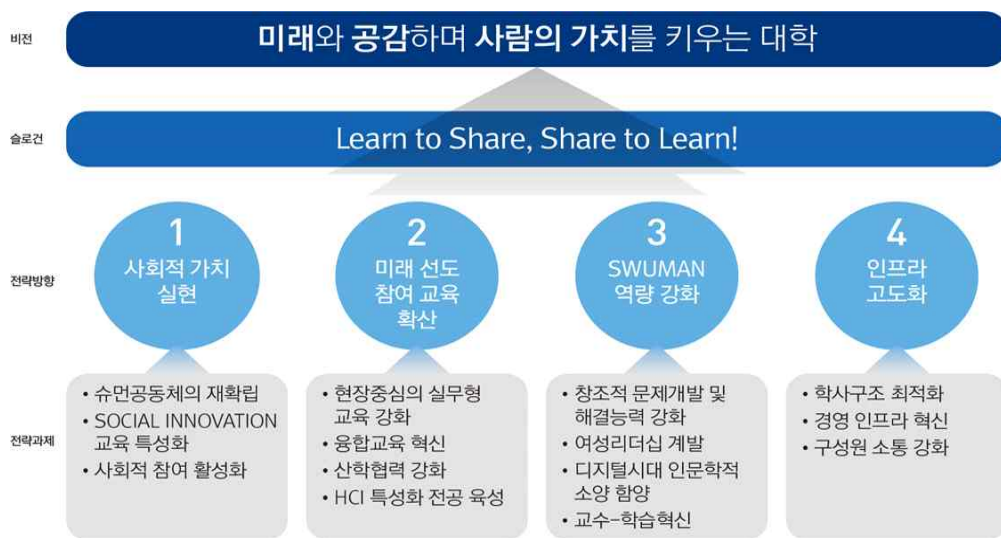 비전
미래와 공감하며 사람의 가치를 키우는 대학
슬로건
Learn to Share, Share to Learn!
전략방향
1
사회적 가치
실현
2
미래 선도
참여 교육
확산
3
SWUMAN
역량 강화
4
인프라
고도화
전략과제
• 슈먼공동체의 재확립
• SOCIAL INNOVATION
교육 특성화
• 사회적 참여 활성화
• 현장중심의 실무형
교육 강화
• 융합교육 혁신
• 산학협력 강화
• HCI 특성화 전공 육성
• 창조적 문제개발 및
해결능력 강화
• 여성리더십 계발
• 디지털시대 인문학적
소양 함양
• 교수-학습혁신
• 학사구조 최적화
• 경영 인프라 혁신
• 구성원 소통 강화